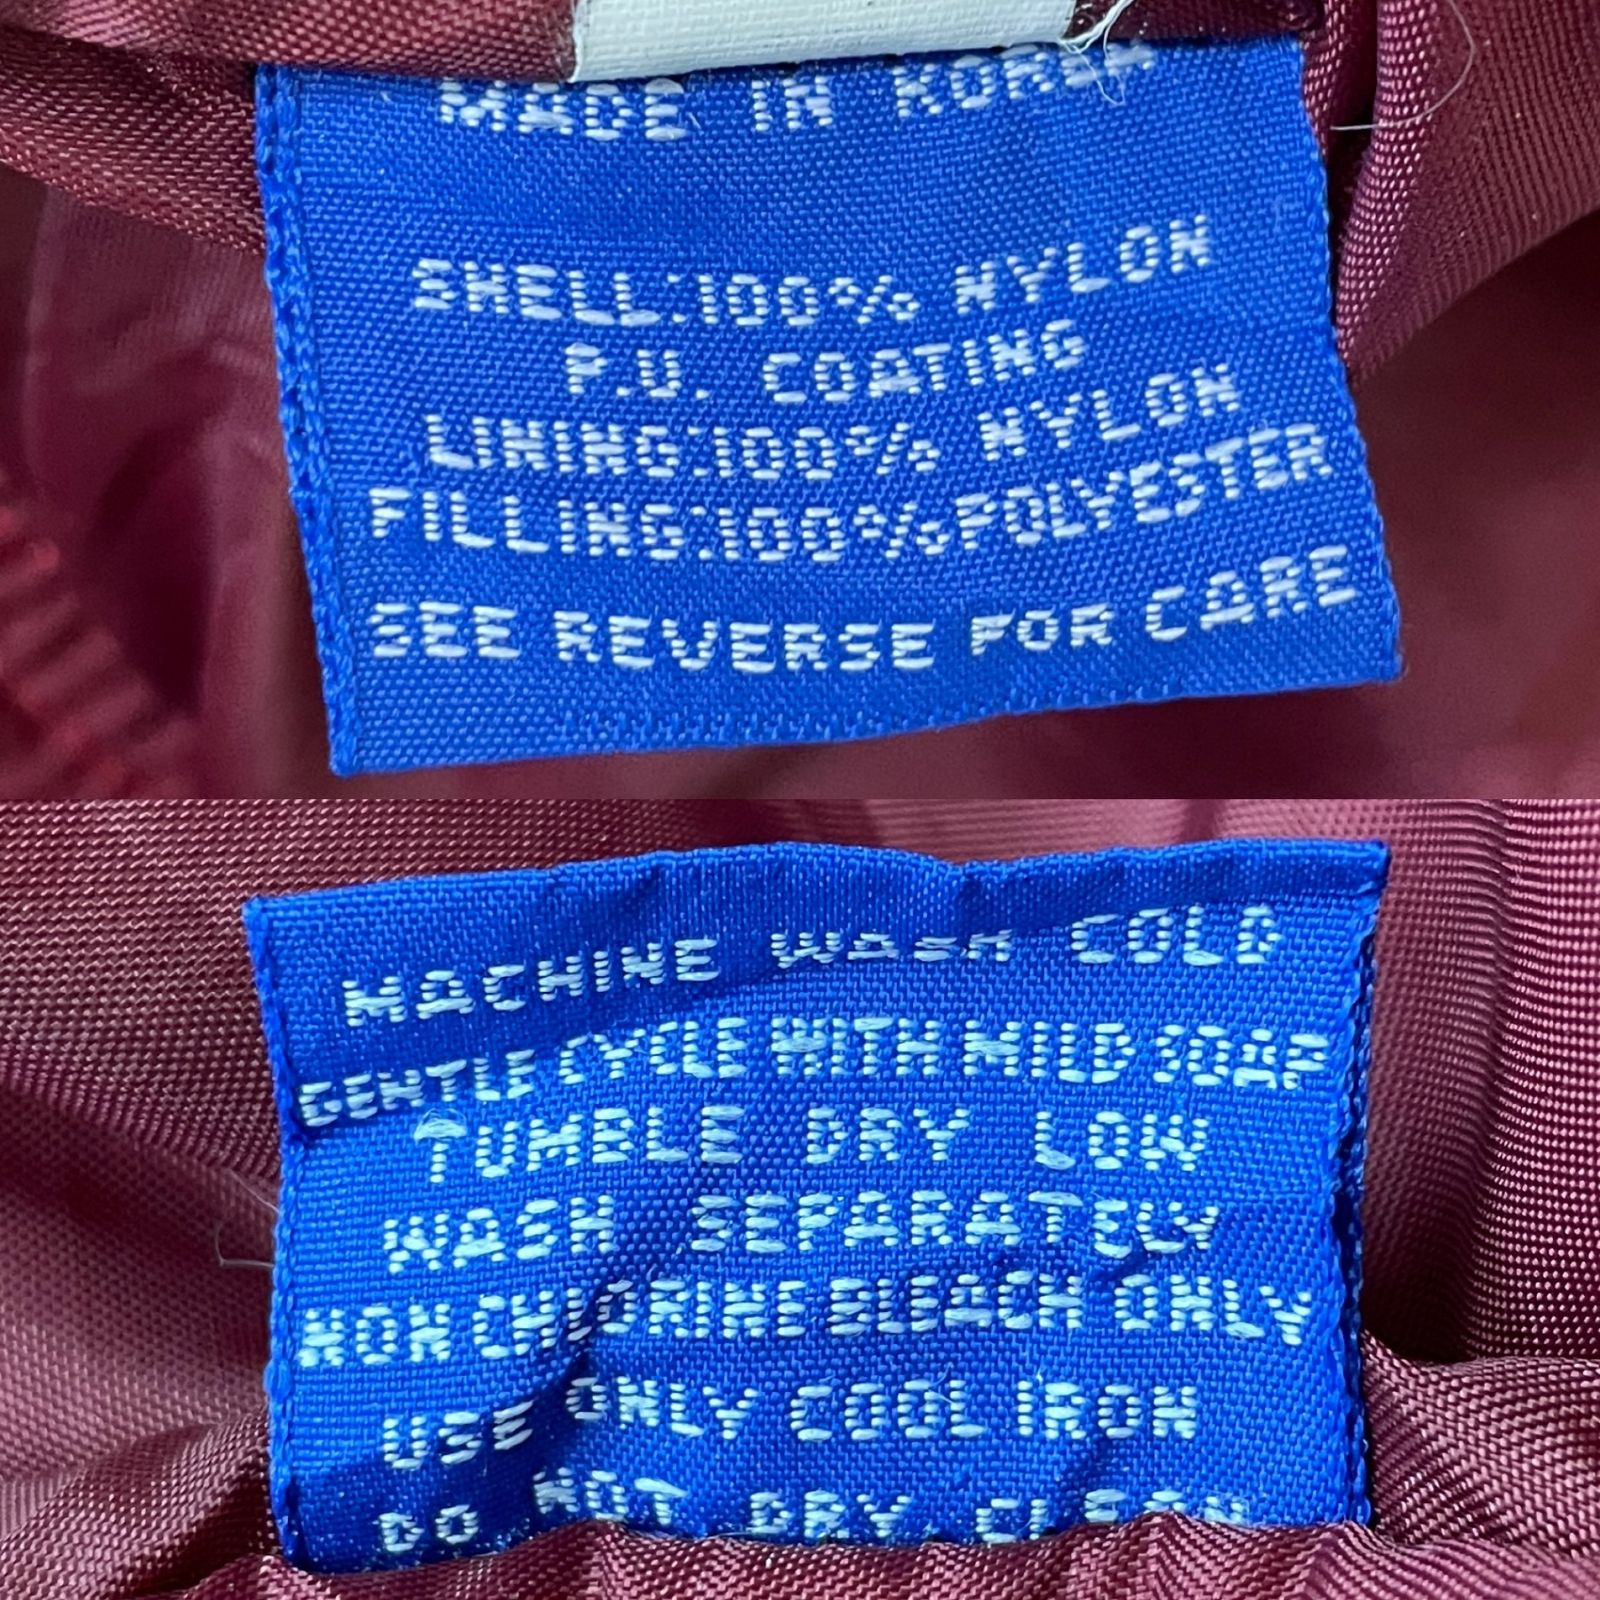 MADE IN KOREA
SHELL:100% NYLON
P.U. COATING
LINING:100% NYLON
FILLING:100% POLYESTER
SEE REVERSE FOR CARE
MACHINE WASH COLD
GENTLE CYCLE WITH MILD SOAP
TUMBLE DRY LOW
WASH SEPARATELY
NON CHLORINE BLEACH ONLY
USE ONLY COOL IRON
DO NOT DRY. CLEAN